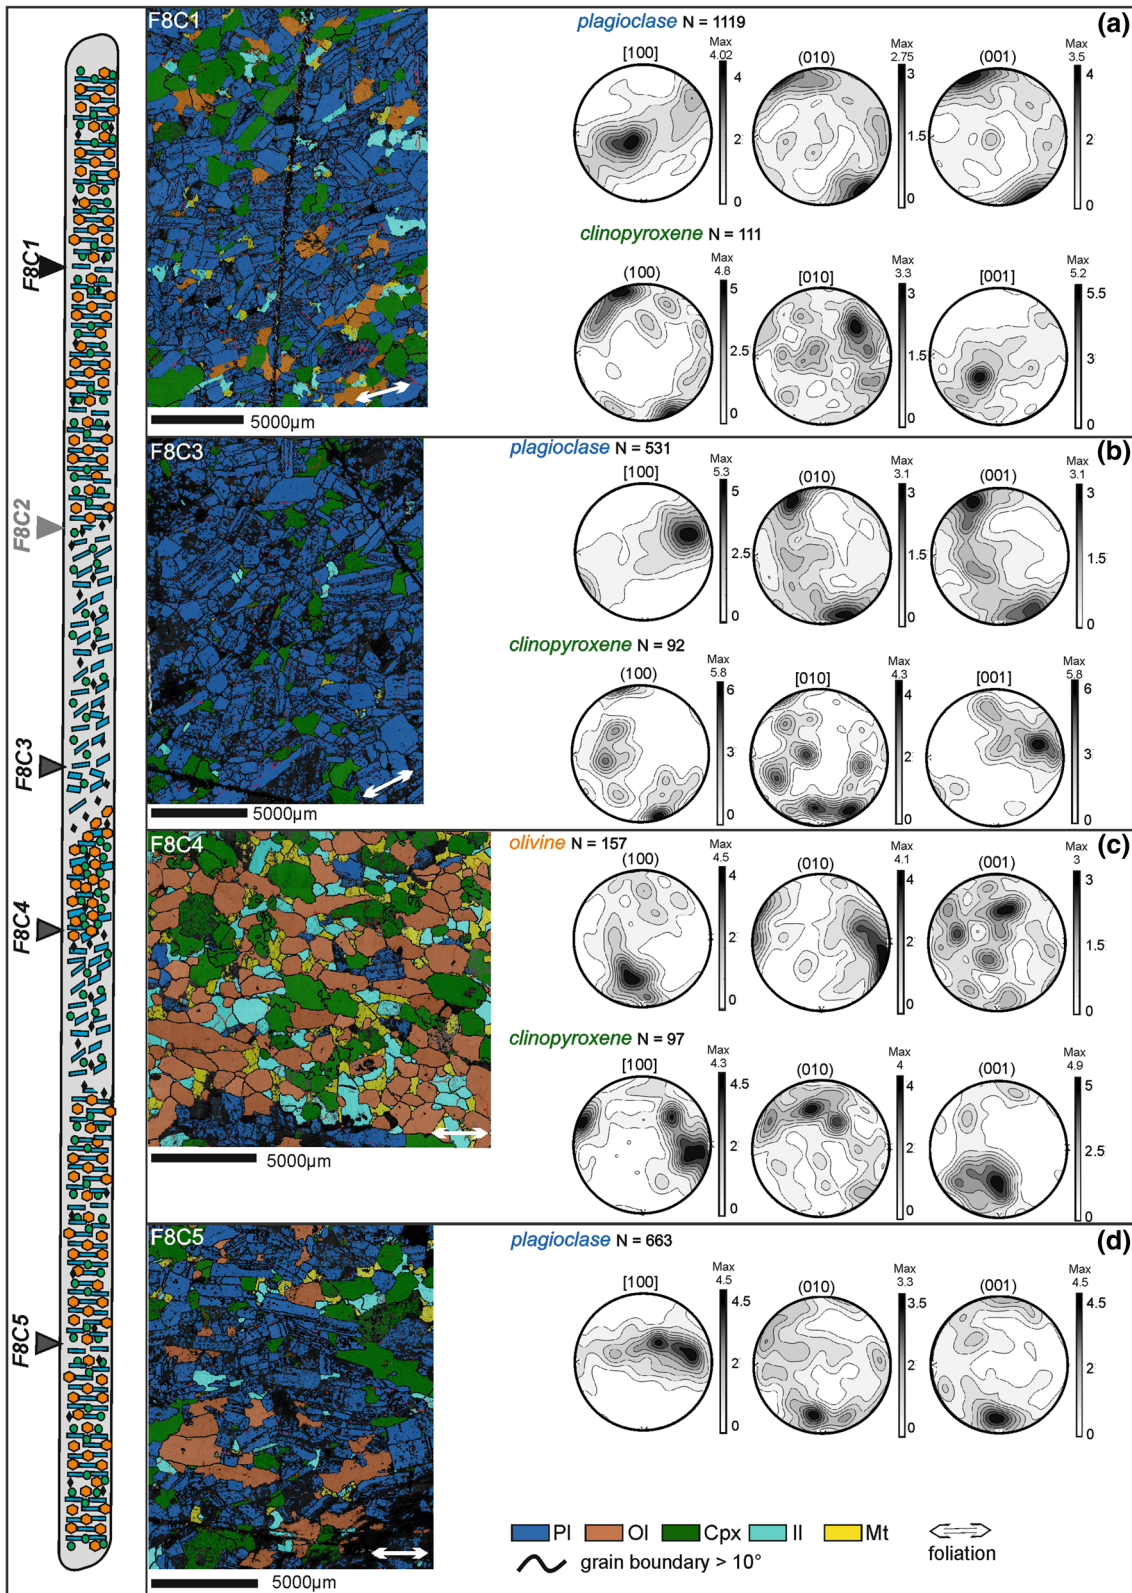 F8C1
F8C2
F8C3
F8C4
F8C5
F8C1
5000µm
(a)
plagioclase N = 1119
[100]
Max
4.02
4
2
0
(010)
Max
2.75
3
1.5
0
(001)
Max
3.5
4
2
0
clinopyroxene N = 111
(100)
Max
4.8
5
2.5
0
[010]
Max
3.3
3
1.5
0
[001]
Max
5.2
5.5
3
0
F8C3
5000µm
(b)
plagioclase N = 531
[100]
Max
5.3
5
2.5
0
(010)
Max
3.1
3
1.5
0
(001)
Max
3.1
3
1.5
0
clinopyroxene N = 92
(100)
Max
5.8
6
3
0
[010]
Max
4.3
4
2
0
[001]
Max
5.8
6
3
0
F8C4
5000µm
(c)
olivine N = 157
(100)
Max
4.5
4
2
0
(010)
Max
4.1
4
2
0
(001)
Max
3
3
1.5
0
clinopyroxene N = 97
[100]
Max
4.3
4.5
2
0
(010)
Max
4
4
2
0
(001)
Max
4.9
5
2.5
0
F8C5
5000µm
(d)
plagioclase N = 663
[100]
Max
4.5
4.5
2
0
(010)
Max
3.3
3.5
2
0
(001)
Max
4.5
4.5
2
0
Pl Ol Cpx Il Mt
foliation
grain boundary > 10°